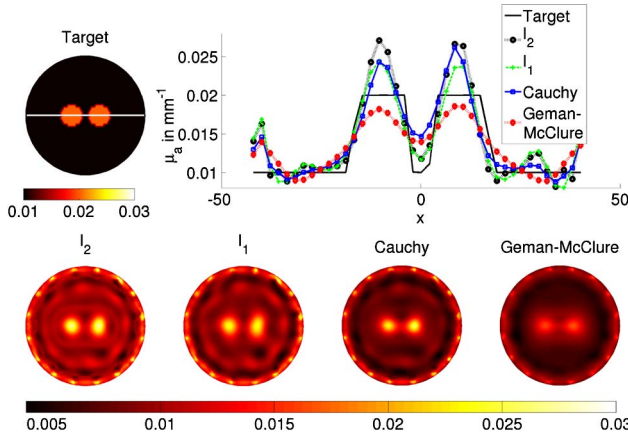 Target
0.01 0.02 0.03
μa in mm-1
0.025
0.02
0.015
0.01
-50 0 50
x
Target
l2
l1
Cauchy
Geman-
McClure
l2 l1 Cauchy Geman-McClure
0.005 0.01 0.015 0.02 0.025 0.03